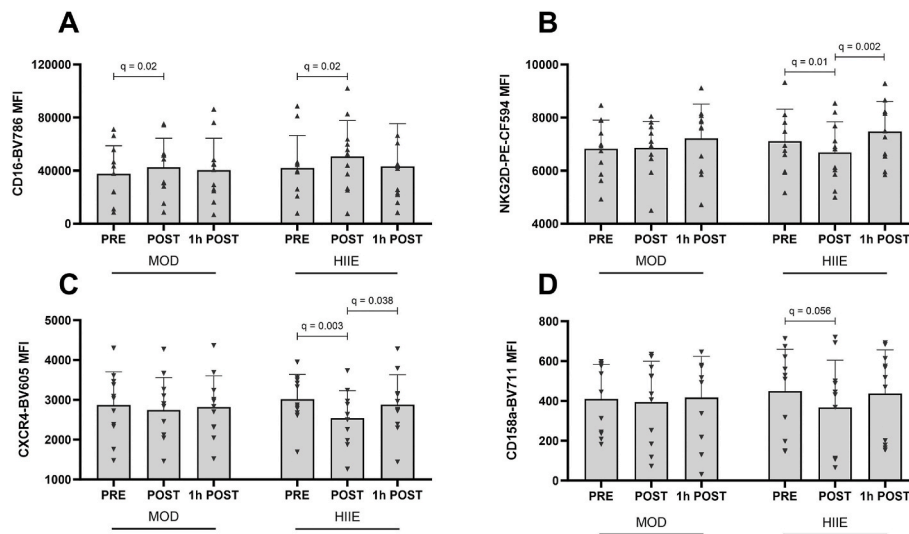 A
CD16-BV786 MFI
120000
80000
40000
0
q = 0.02
q = 0.02
PRE POST 1h POST PRE POST 1h POST
MOD HIIE
B
NKG2D-PE-CF594 MFI
10000
8000
6000
4000
q = 0.01
q = 0.002
PRE POST 1h POST PRE POST 1h POST
MOD HIIE
C
CXCR4-BV605 MFI
5000
4000
3000
2000
1000
q = 0.003
q = 0.038
PRE POST 1h POST PRE POST 1h POST
MOD HIIE
D
CD158a-BV711 MFI
800
600
400
200
0
q = 0.056
PRE POST 1h POST PRE POST 1h POST
MOD HIIE